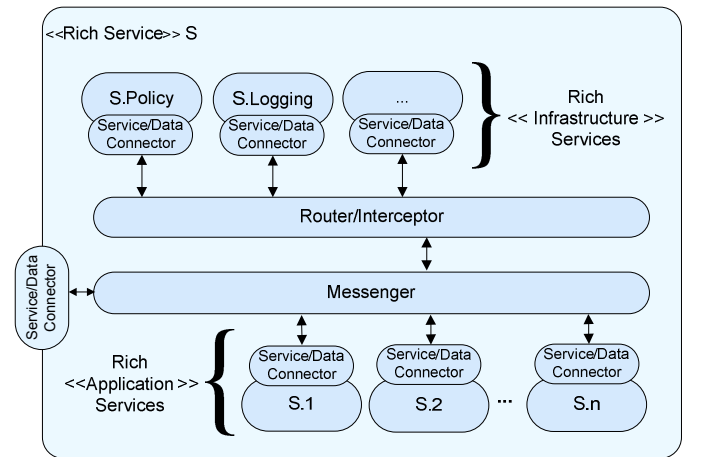 <<Rich Service>> S
S.Policy
S.Logging
...
Service/Data
Connector
Service/Data
Connector
Service/Data
Connector
Rich
<< Infrastructure >>
Services
Router/Interceptor
Service/Data
Connector
Messenger
Rich
<<Application >>
Services
Service/Data
Connector
Service/Data
Connector
Service/Data
Connector
S.1
S.2
...
S.n